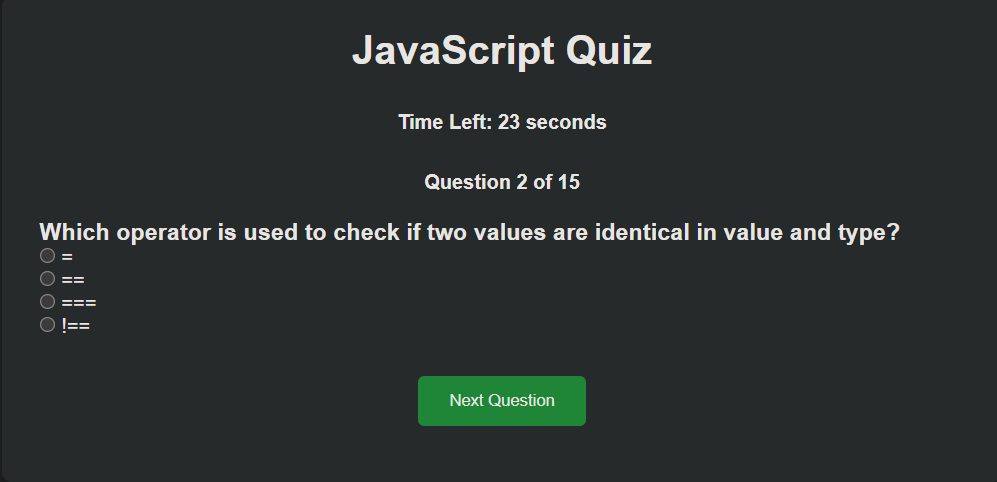 JavaScript Quiz
Time Left: 23 seconds
Question 2 of 15
Which operator is used to check if two values are identical in value and type?
=
==
===
!==
Next Question